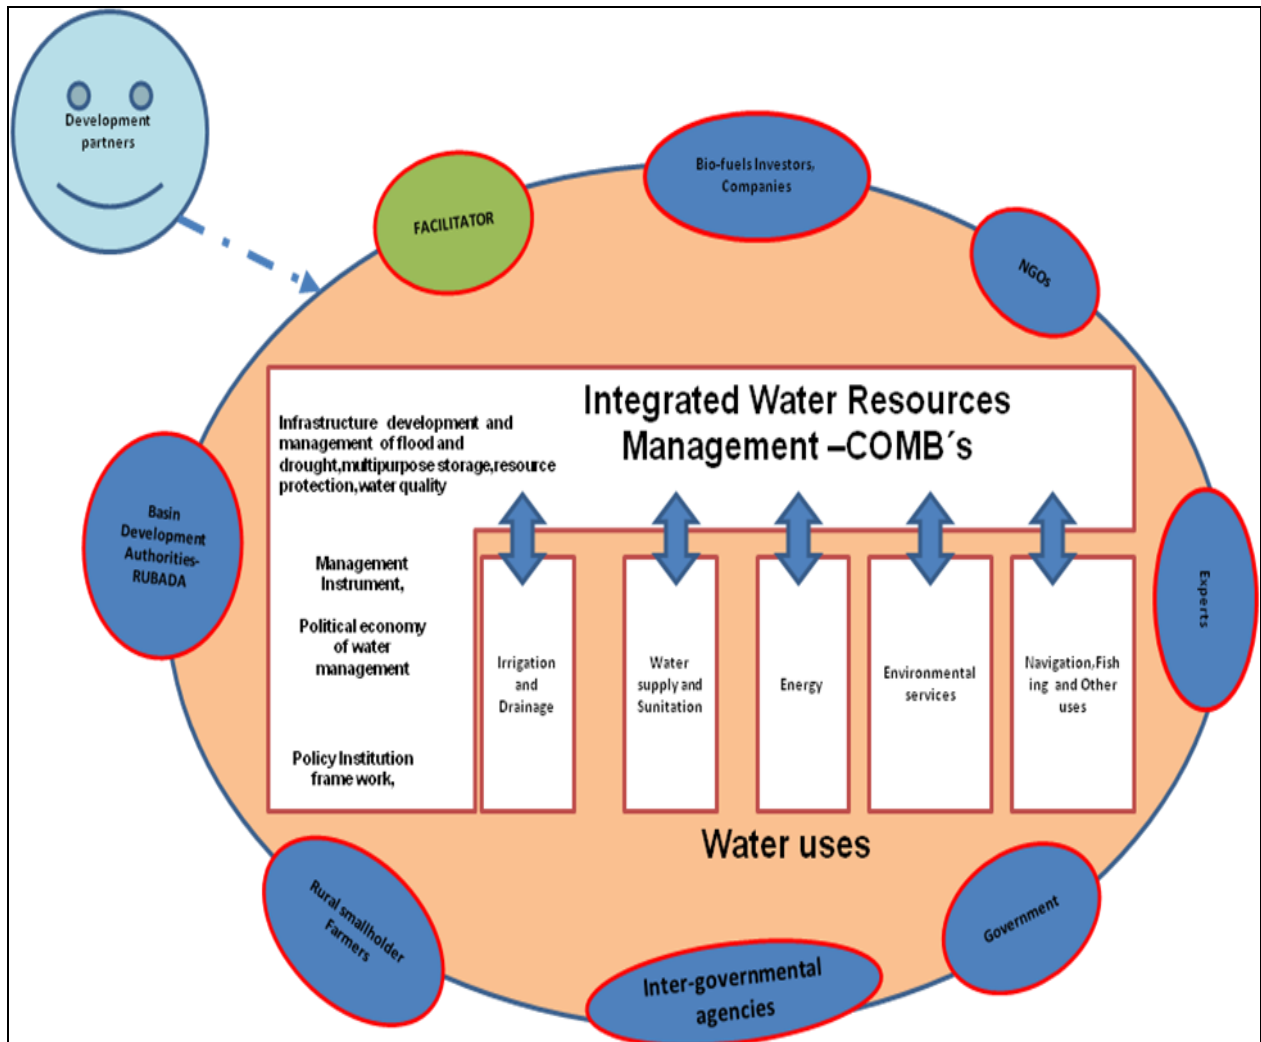 Development
partners
FACILITATOR
Bio-fuels Investors,
Companies
NGOs
Integrated Water Resources
Management –COMB´s
Infrastructure development and
management of flood and
drought,multipurpose storage,resource
protection,water quality
Basin
Development
Authorities-
RUBADA
Management
Instrument,
Political economy
of water
management
Policy Institution
frame work,
Irrigation
and
Drainage
Water
supply and
Sunitation
Energy
Environmental
services
Navigation,Fish
ing and Other
uses
Experts
Water uses
Rural smallholder
Farmers
Inter-governmental
agencies
Government